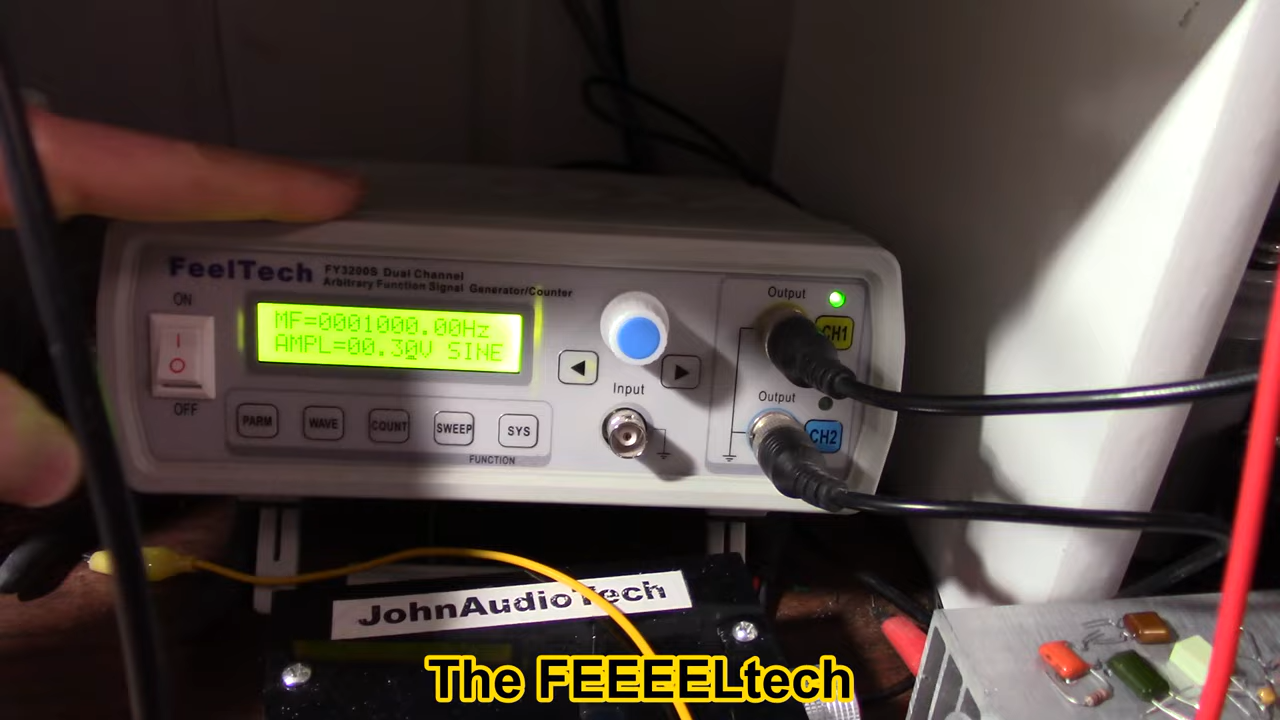 FeelTech
FY3200S Dual Channel
Arbitrary Function Signal Generator/Counter
ON
OFF
MF=0001000.00Hz
AMPL=00.30V SINE
PARM
WAVE
COUNT
SWEEP
SYS
FUNCTION
Input
Output
CH1
Output
CH2
JohnAudioTech
The FEEEEELtech